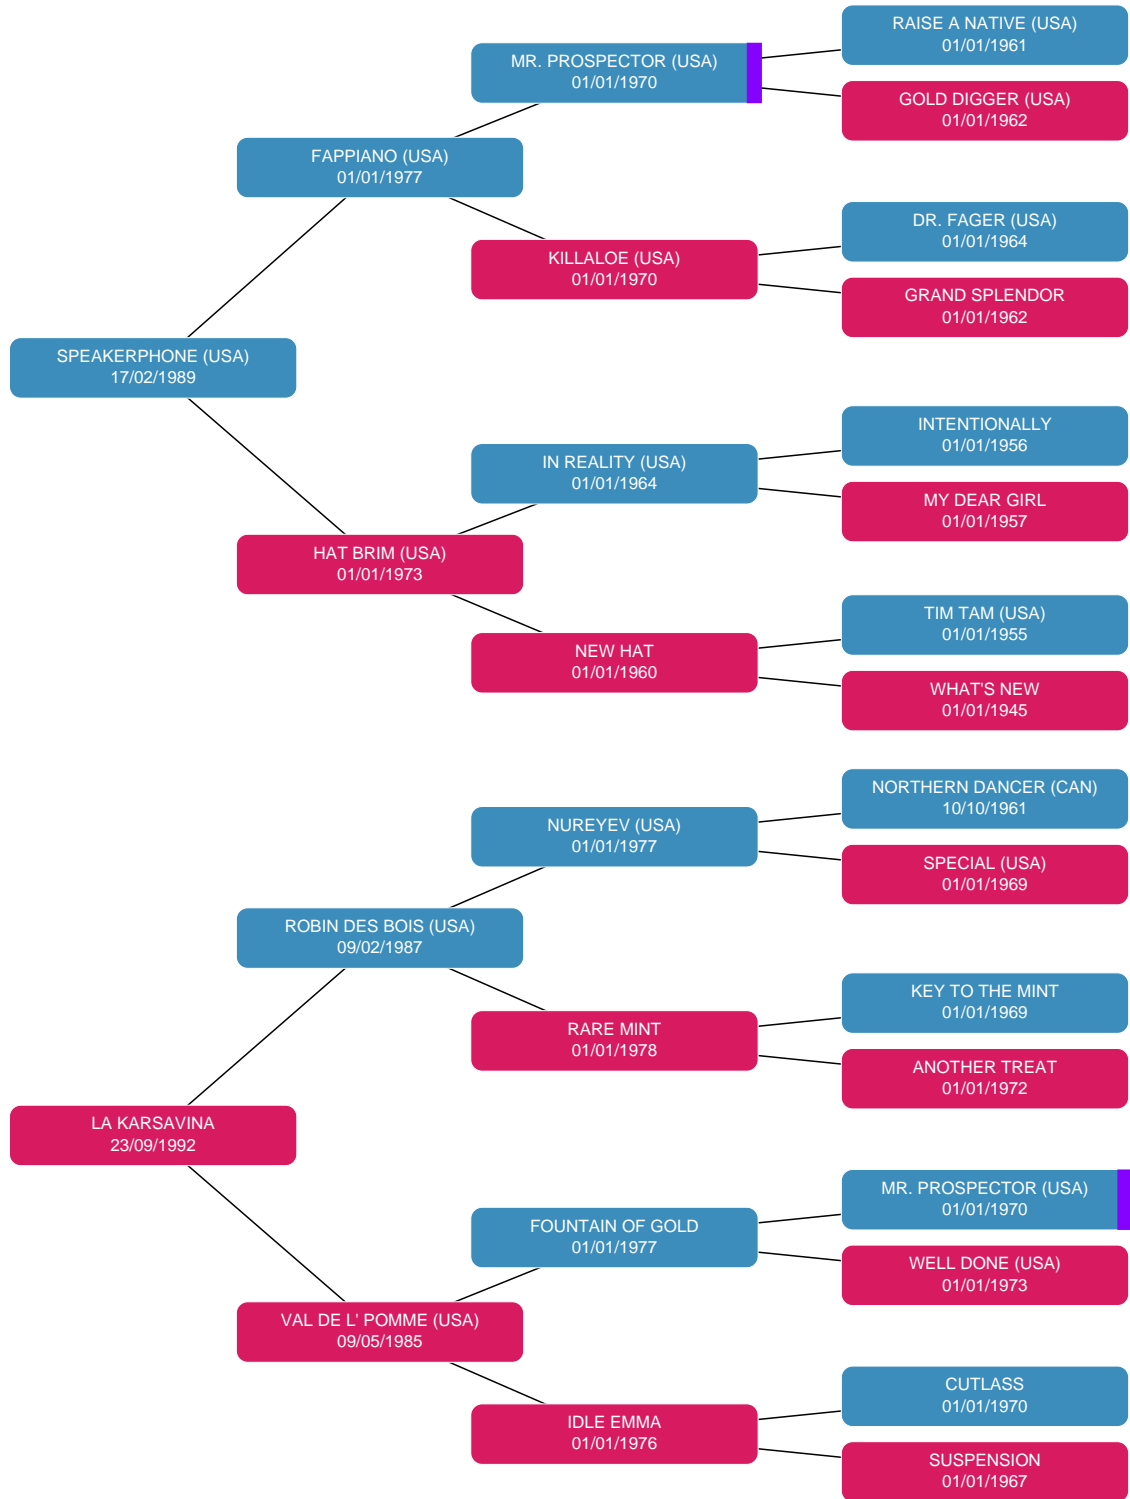 RAISE A NATIVE (USA)
01/01/1961
MR. PROSPECTOR (USA)
01/01/1970
GOLD DIGGER (USA)
01/01/1962
FAPPIANO (USA)
01/01/1977
DR. FAGER (USA)
01/01/1964
KILLALOE (USA)
01/01/1970
GRAND SPLENDOR
01/01/1962
SPEAKERPHONE (USA)
17/02/1989
INTENTIONALLY
01/01/1956
IN REALITY (USA)
01/01/1964
MY DEAR GIRL
01/01/1957
HAT BRIM (USA)
01/01/1973
TIM TAM (USA)
01/01/1955
NEW HAT
01/01/1960
WHAT'S NEW
01/01/1945
NORTHERN DANCER (CAN)
10/10/1961
NUREYEV (USA)
01/01/1977
SPECIAL (USA)
01/01/1969
ROBIN DES BOIS (USA)
09/02/1987
KEY TO THE MINT
01/01/1969
RARE MINT
01/01/1978
ANOTHER TREAT
01/01/1972
LA KARSAVINA
23/09/1992
MR. PROSPECTOR (USA)
01/01/1970
FOUNTAIN OF GOLD
01/01/1977
WELL DONE (USA)
01/01/1973
VAL DE L' POMME (USA)
09/05/1985
CUTLASS
01/01/1970
IDLE EMMA
01/01/1976
SUSPENSION
01/01/1967